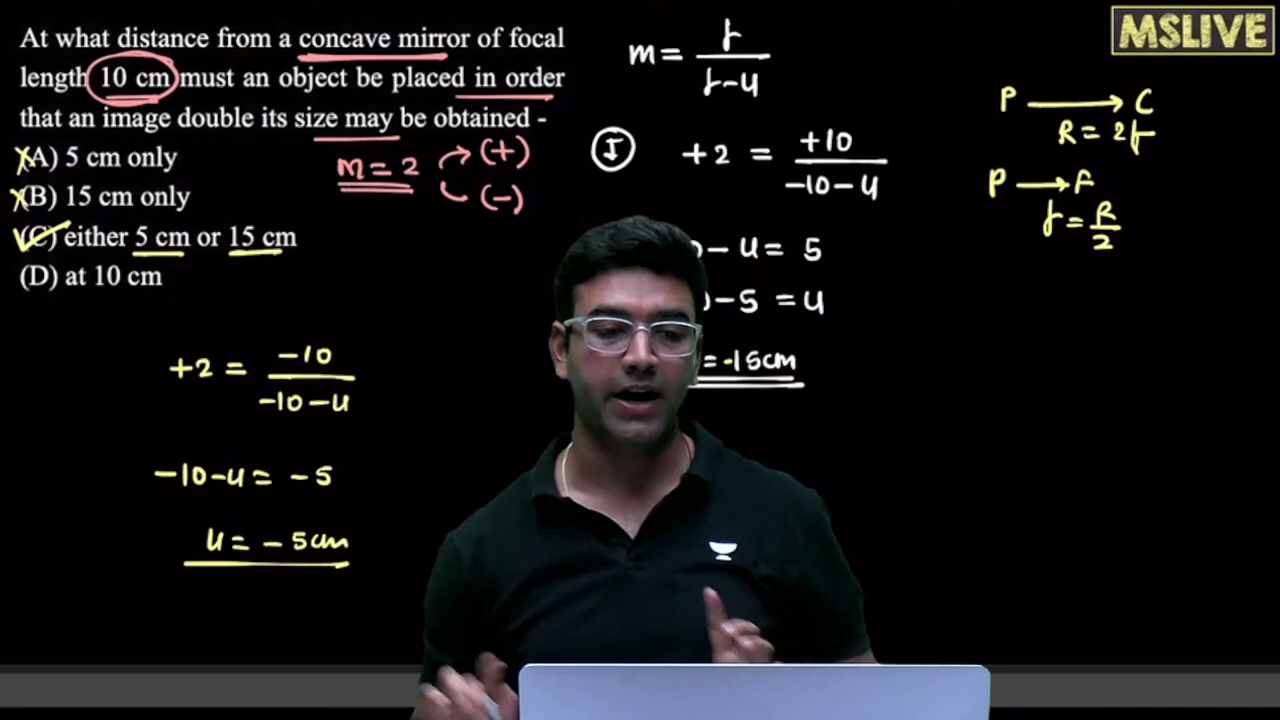 At what distance from a concave mirror of focal
length 10 cm must an object be placed in order
that an image double its size may be obtained -
(A) 5 cm only
(B) 15 cm only
(C) either 5 cm or 15 cm
(D) at 10 cm
m = 2 → (+)
(-)
+2 = -10
-10 - u
-10 - u = -5
u = -5cm
m = f
f - u
I +2 = +10
-10 - u
- u = 5
- 5 = u
= -15cm
MSLIVE
P → C
R = 2f
P → F
f = R
2